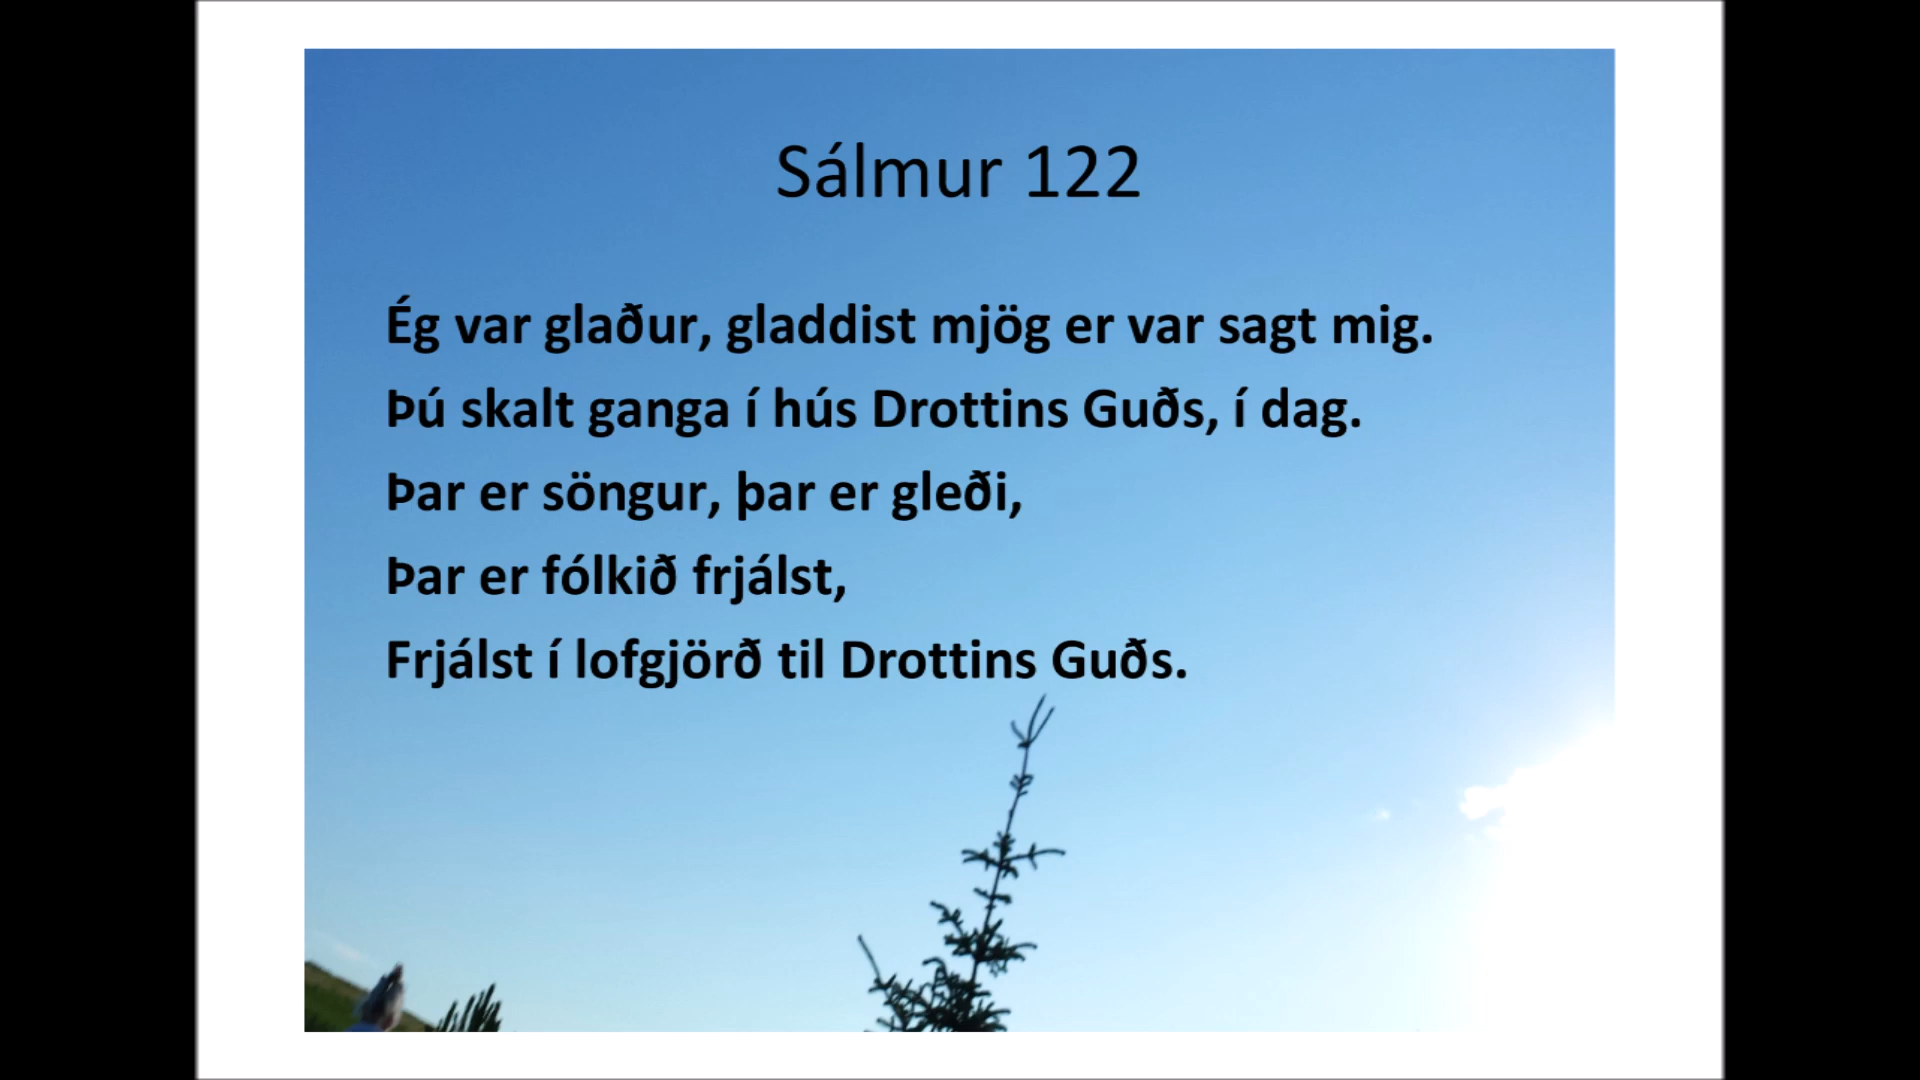 Sálmur 122
Ég var glaður, gladdist mjög er var sagt mig.
Þú skalt ganga í hús Drottins Guðs, í dag.
Þar er söngur, þar er gleði,
Þar er fólkið frjálst,
Frjálst í lofgjörð til Drottins Guðs.